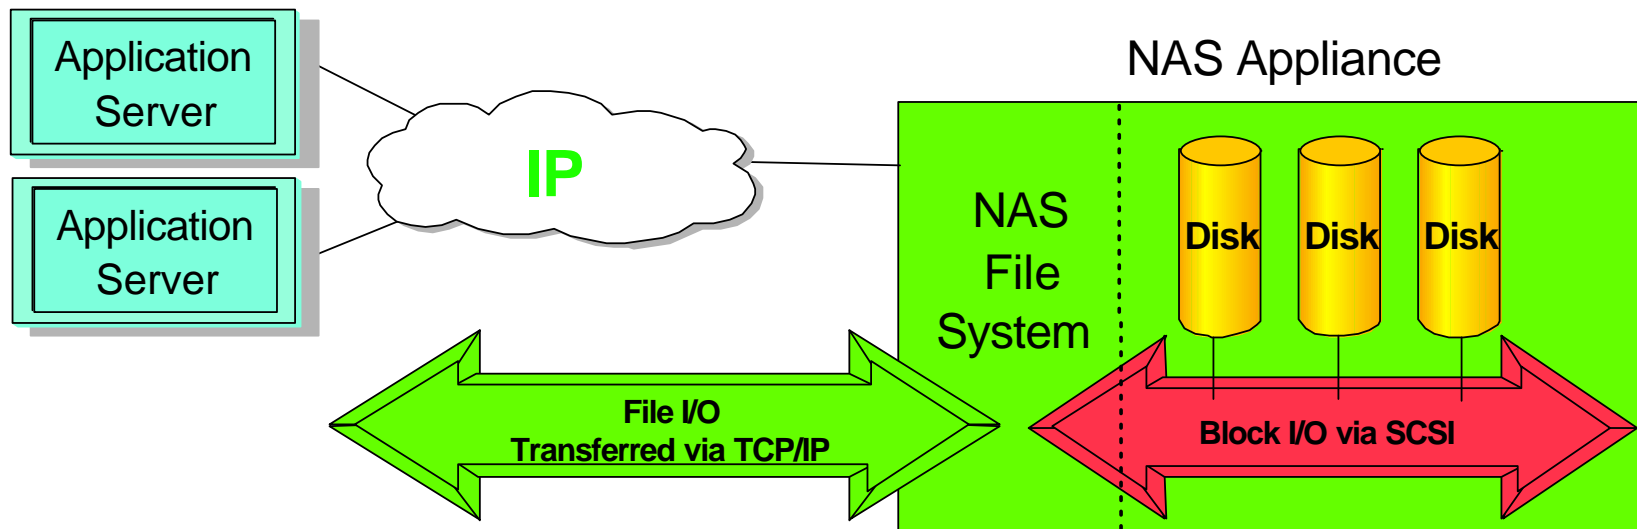 Application
Server
Application
Server
IP
NAS Appliance
NAS
File
System
Disk
Disk
Disk
File I/O
Transferred via TCP/IP
Block I/O via SCSI